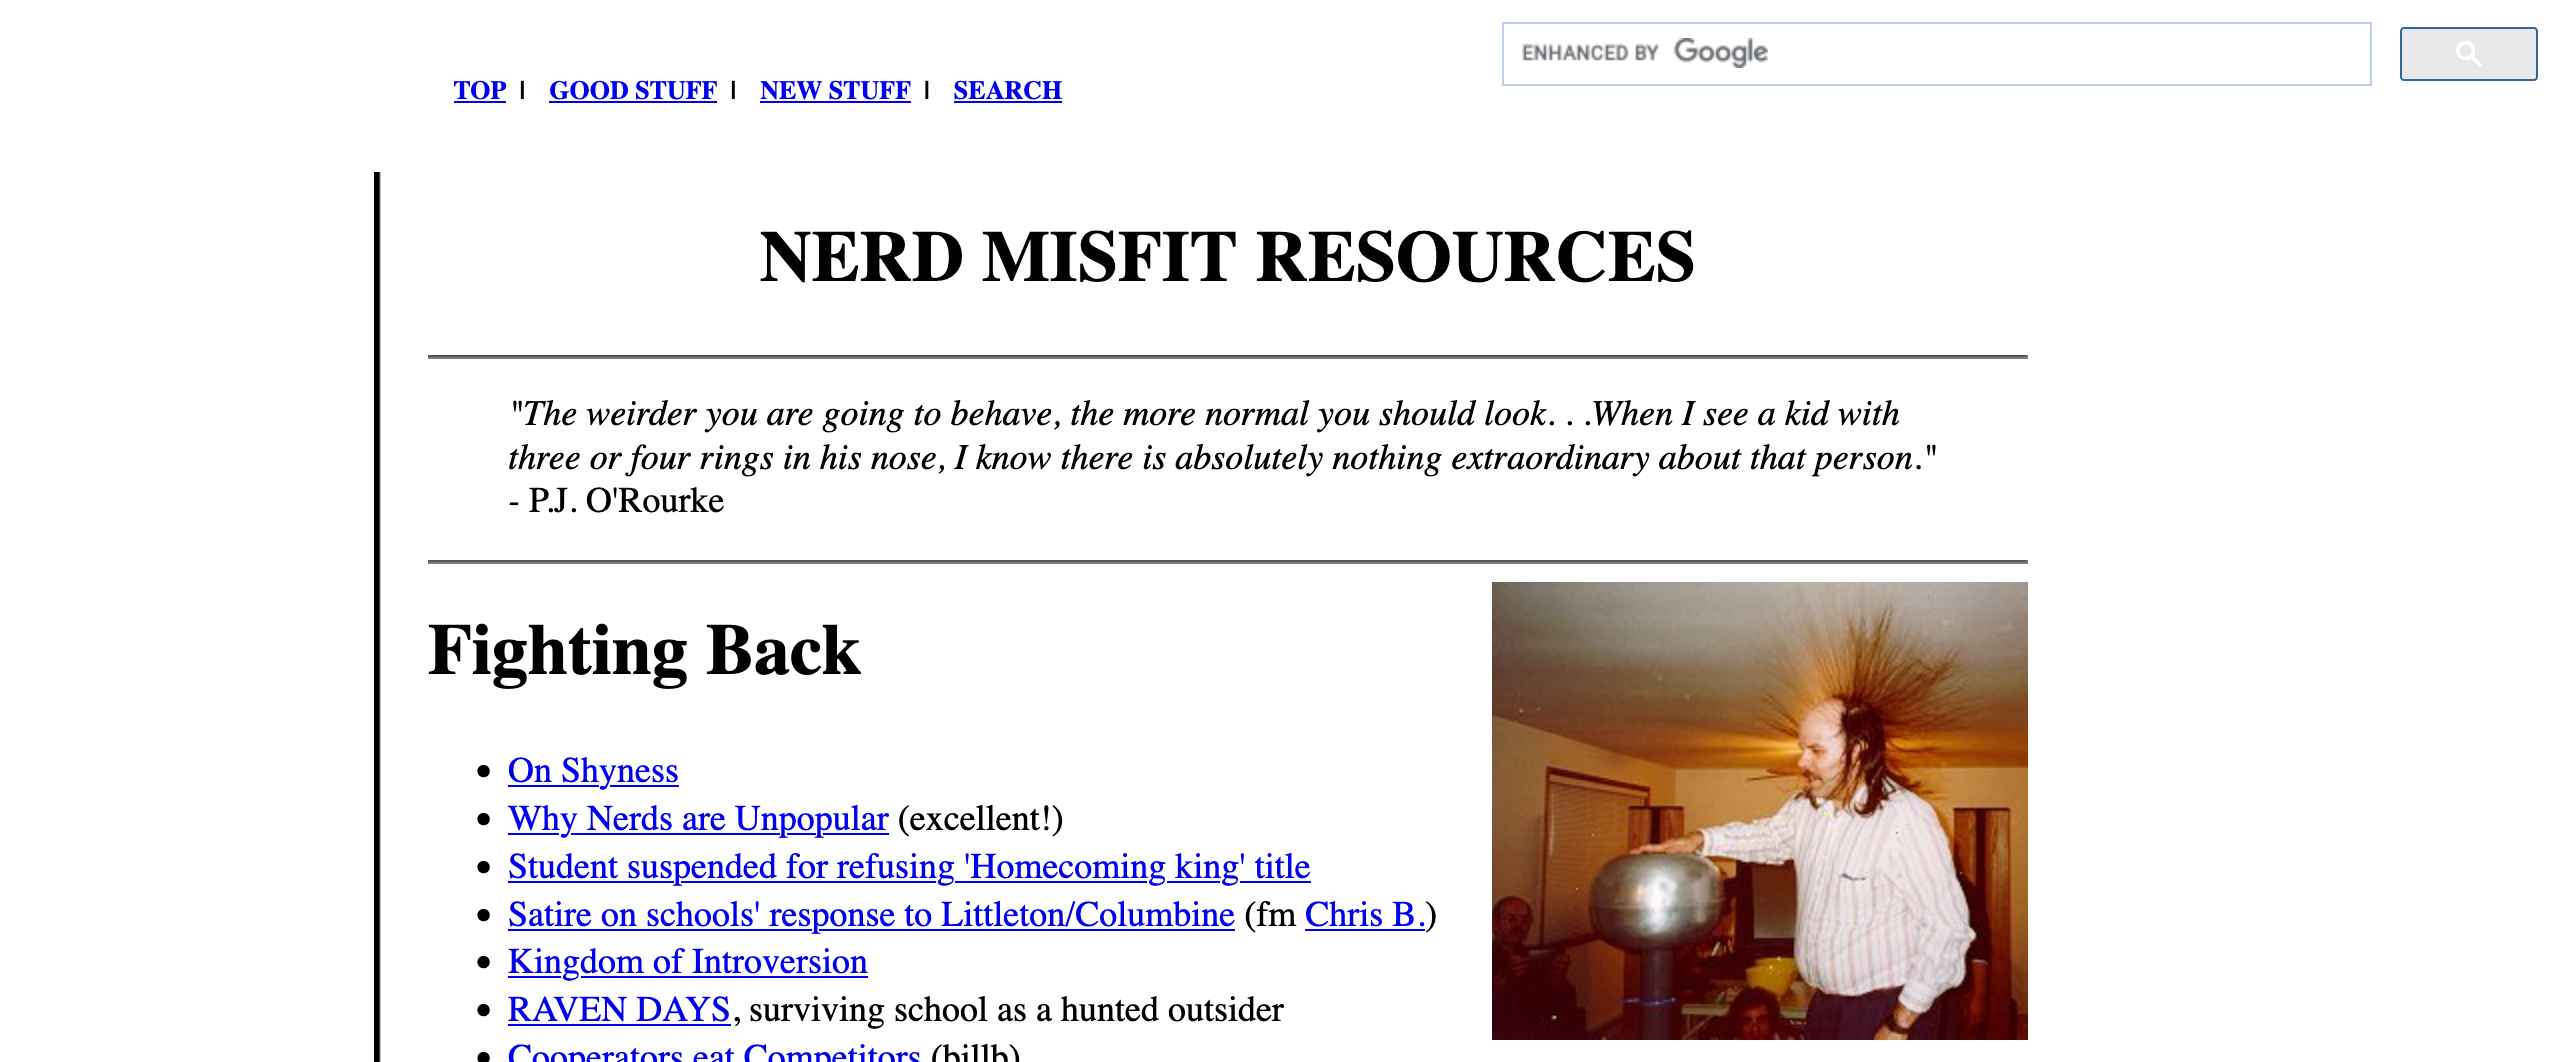 ENHANCED BY Google
TOP | GOOD STUFF | NEW STUFF | SEARCH
NERD MISFIT RESOURCES
"The weirder you are going to behave, the more normal you should look. . .When I see a kid with
three or four rings in his nose, I know there is absolutely nothing extraordinary about that person."
- P.J. O'Rourke
Fighting Back
• On Shyness
• Why Nerds are Unpopular (excellent!)
• Student suspended for refusing 'Homecoming king' title
• Satire on schools' response to Littleton/Columbine (fm Chris B.)
• Kingdom of Introversion
• RAVEN DAYS, surviving school as a hunted outsider
• Cooperators eat Competitors (billb)